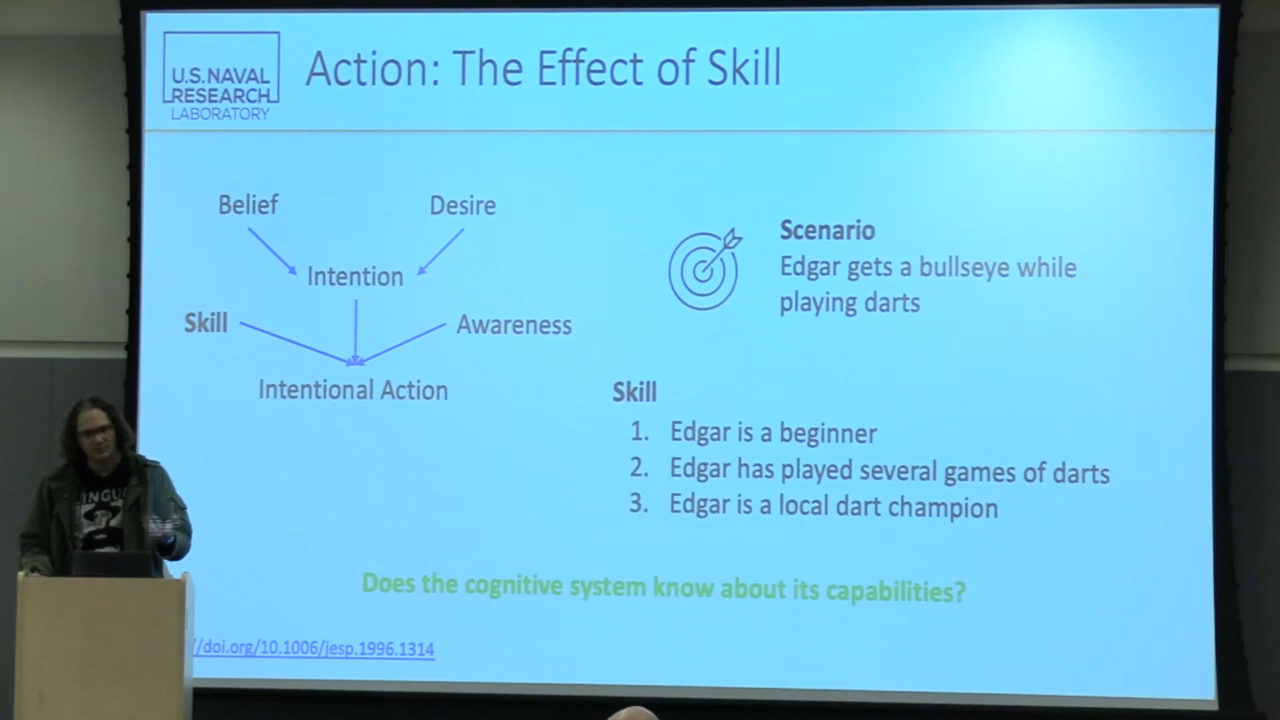 U.S. NAVAL
RESEARCH
LABORATORY
Action: The Effect of Skill
Belief
Desire
Intention
Skill
Awareness
Intentional Action
Scenario
Edgar gets a bullseye while
playing darts
Skill
1. Edgar is a beginner
2. Edgar has played several games of darts
3. Edgar is a local dart champion
Does the cognitive system know about its capabilities?
/doi.org/10.1006/jesp.1996.1314